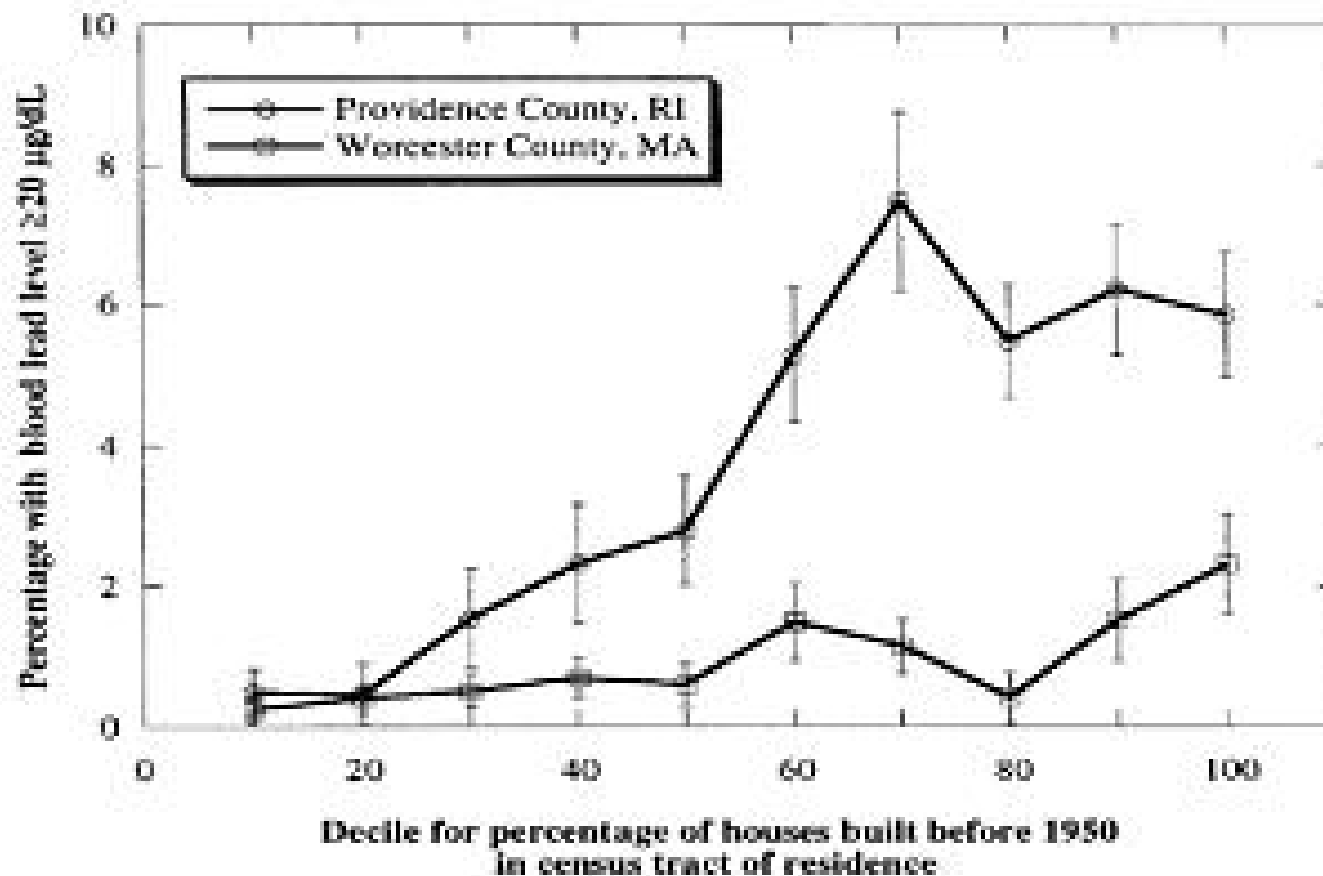 10
8
6
4
2
0
Percentage with blood lead level ≥20 µg/dL
Providence County, RI
Worcester County, MA
0 20 40 60 80 100
Decile for percentage of houses built before 1950
in census tract of residence